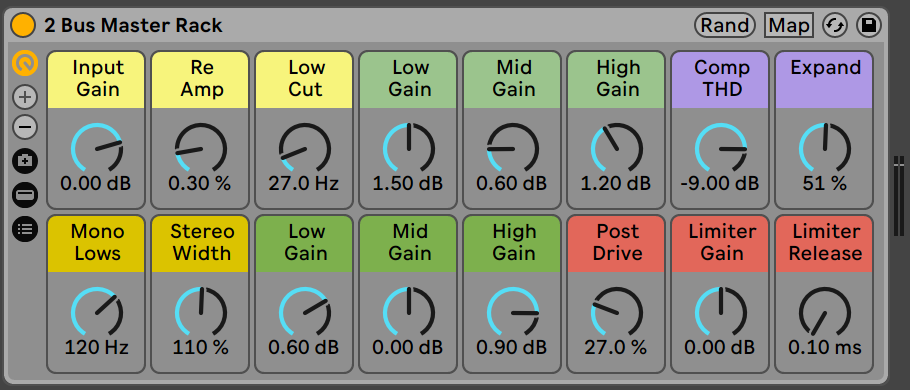 2 Bus Master Rack
Rand
Map
Input
Gain
0.00 dB
Re
Amp
0.30 %
Low
Cut
27.0 Hz
Low
Gain
1.50 dB
Mid
Gain
0.60 dB
High
Gain
1.20 dB
Comp
THD
-9.00 dB
Expand
51 %
Mono
Lows
120 Hz
Stereo
Width
110 %
Low
Gain
0.60 dB
Mid
Gain
0.00 dB
High
Gain
0.90 dB
Post
Drive
27.0 %
Limiter
Gain
0.00 dB
Limiter
Release
0.10 ms